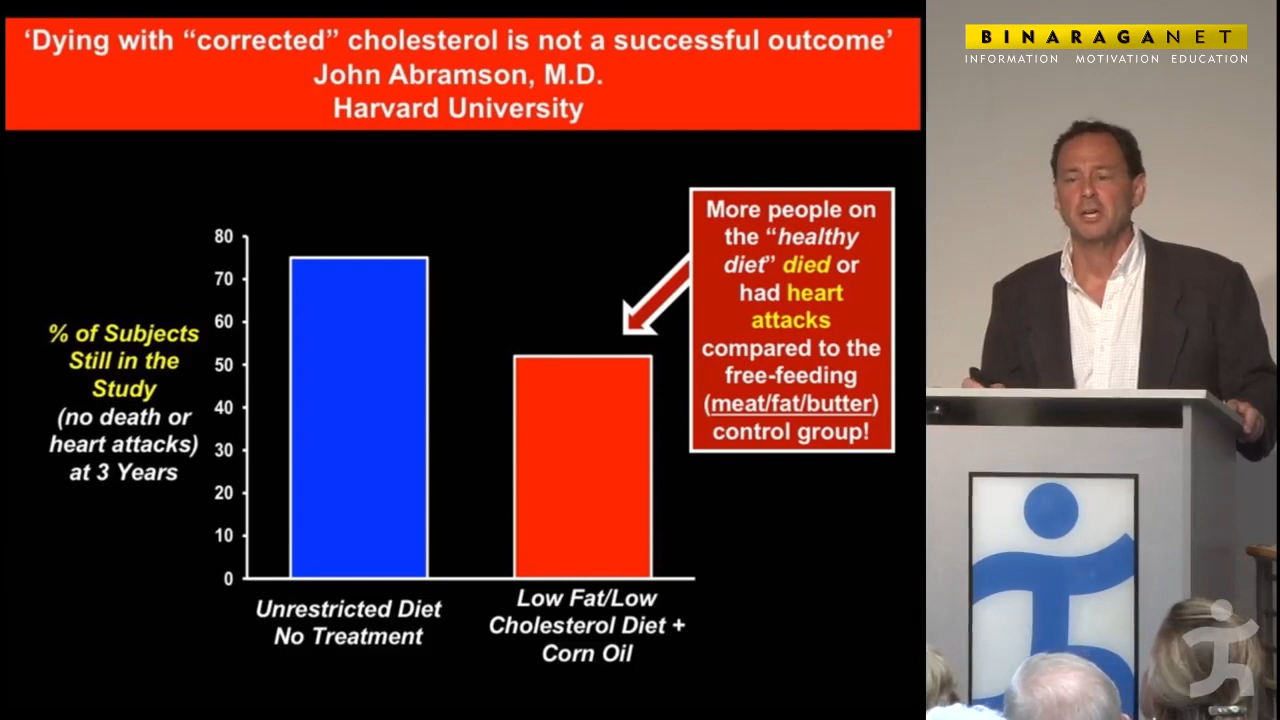 ‘Dying with “corrected” cholesterol is not a successful outcome’
John Abramson, M.D.
Harvard University
BINARAGANET
INFORMATION MOTIVATION EDUCATION
More people on
the “healthy
diet” died or
had heart
attacks
compared to the
free-feeding
(meat/fat/butter)
control group!
% of Subjects
Still in the
Study
(no death or
heart attacks)
at 3 Years
80
70
60
50
40
30
20
10
0
Unrestricted Diet
No Treatment
Low Fat/Low
Cholesterol Diet +
Corn Oil